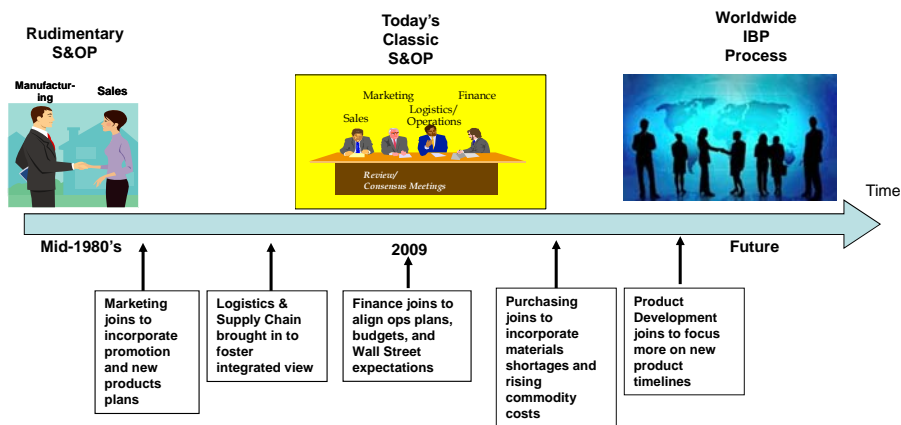 Rudimentary
S&OP
Manufactur-
ing
Sales
Today's
Classic
S&OP
Marketing
Finance
Logistics/
Operations
Sales
Review/
Consensus Meetings
Worldwide
IBP
Process
Time
Mid-1980's
2009
Future
Marketing
joins to
incorporate
promotion
and new
products
plans
Logistics &
Supply Chain
brought in to
foster
integrated view
Finance joins to
align ops plans,
budgets, and
Wall Street
expectations
Purchasing
joins to
incorporate
materials
shortages and
rising
commodity
costs
Product
Development
joins to focus
more on new
product
timelines